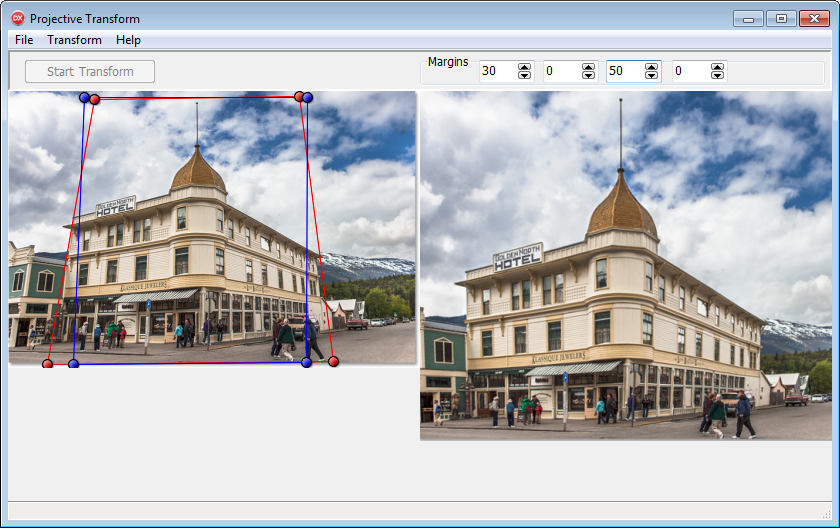 DX Projective Transform
File Transform Help
Start Transform
Margins
30 0 50 0
GOLDEN NORTH
HOTEL
KLASSIQUE JEWELERS
GOLDEN NORTH
HOTEL
KLASSIQUE JEWELERS